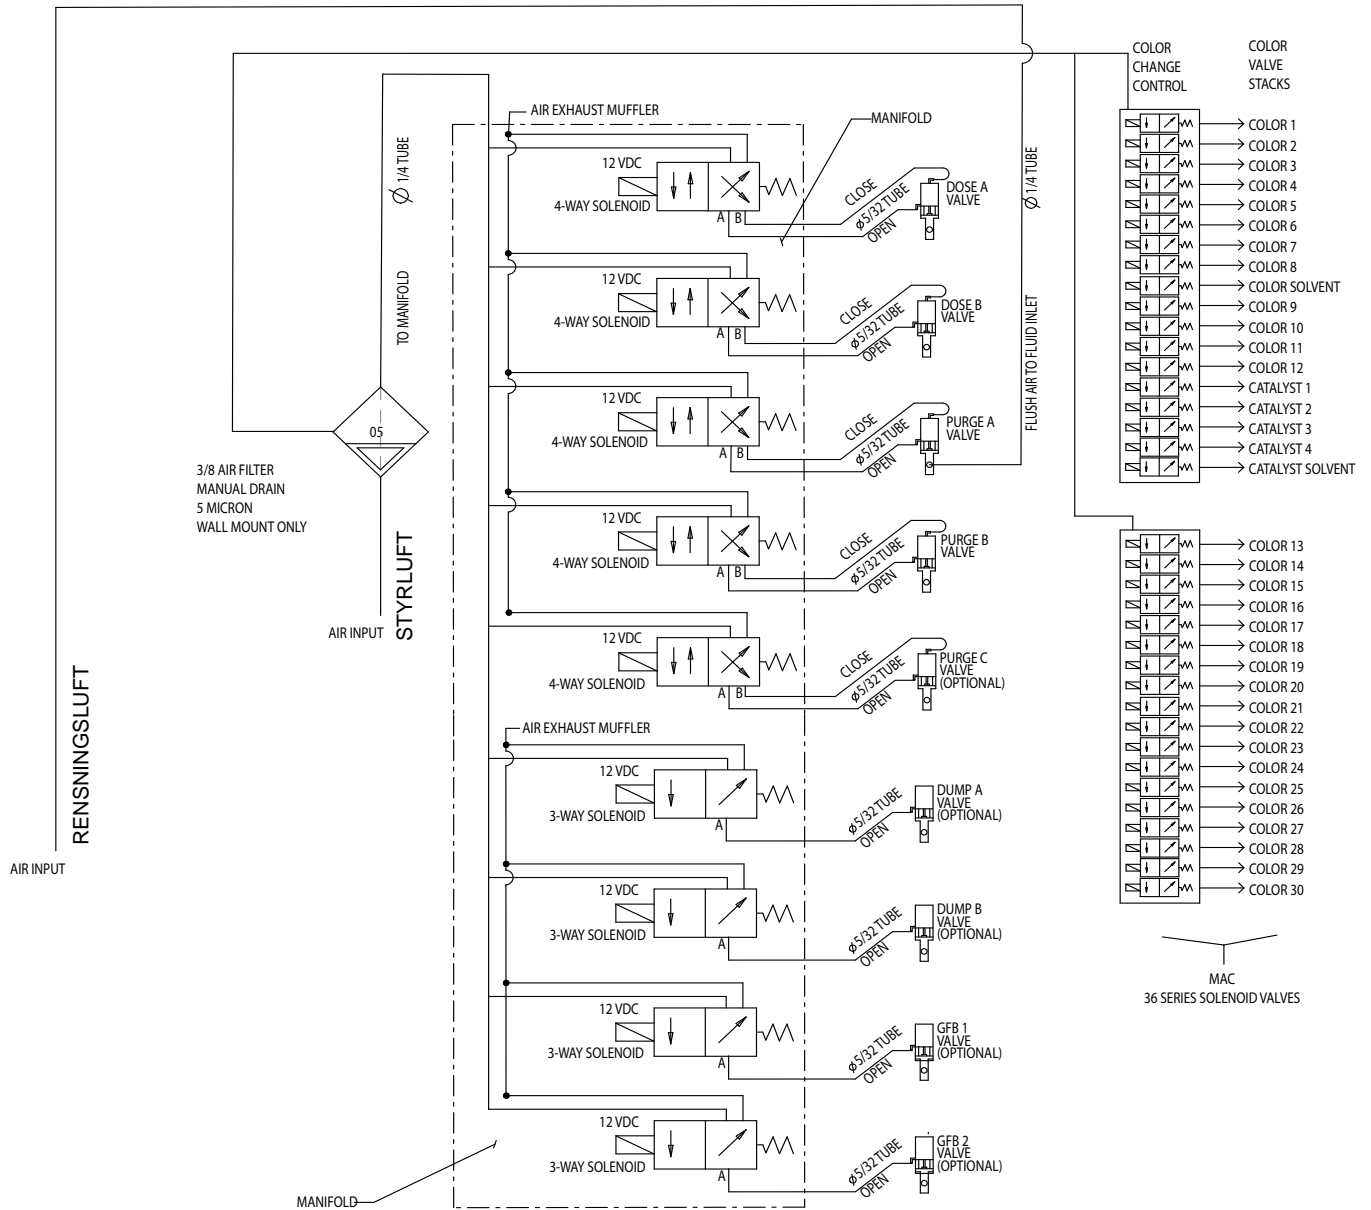 RENSNINGSLUFT
AIR INPUT
3/8 AIR FILTER
MANUAL DRAIN
5 MICRON
WALL MOUNT ONLY
05
Ø 1/4 TUBE
TO MANIFOLD
STYRLUFT
AIR INPUT
AIR EXHAUST MUFFLER
MANIFOLD
12 VDC
4-WAY SOLENOID
A B
CLOSE
Ø5/32 TUBE
OPEN
DOSE A
VALVE
12 VDC
4-WAY SOLENOID
A B
CLOSE
Ø5/32 TUBE
OPEN
DOSE B
VALVE
12 VDC
4-WAY SOLENOID
A B
CLOSE
Ø5/32 TUBE
OPEN
PURGE A
VALVE
12 VDC
4-WAY SOLENOID
A B
CLOSE
Ø5/32 TUBE
OPEN
PURGE B
VALVE
12 VDC
4-WAY SOLENOID
A B
CLOSE
Ø5/32 TUBE
OPEN
PURGE C
VALVE
(OPTIONAL)
AIR EXHAUST MUFFLER
12 VDC
3-WAY SOLENOID
A
Ø5/32 TUBE
OPEN
DUMP A
VALVE
(OPTIONAL)
12 VDC
3-WAY SOLENOID
A
Ø5/32 TUBE
OPEN
DUMP B
VALVE
(OPTIONAL)
12 VDC
3-WAY SOLENOID
A
Ø5/32 TUBE
OPEN
GFB 1
VALVE
(OPTIONAL)
12 VDC
3-WAY SOLENOID
A
Ø5/32 TUBE
OPEN
GFB 2
VALVE
(OPTIONAL)
MANIFOLD
Ø 1/4 TUBE
FLUSH AIR TO FLUID INLET
COLOR
CHANGE
CONTROL
COLOR
VALVE
STACKS
COLOR 1
COLOR 2
COLOR 3
COLOR 4
COLOR 5
COLOR 6
COLOR 7
COLOR 8
COLOR SOLVENT
COLOR 9
COLOR 10
COLOR 11
COLOR 12
CATALYST 1
CATALYST 2
CATALYST 3
CATALYST 4
CATALYST SOLVENT
COLOR 13
COLOR 14
COLOR 15
COLOR 16
COLOR 17
COLOR 18
COLOR 19
COLOR 20
COLOR 21
COLOR 22
COLOR 23
COLOR 24
COLOR 25
COLOR 26
COLOR 27
COLOR 28
COLOR 29
COLOR 30
MAC
36 SERIES SOLENOID VALVES